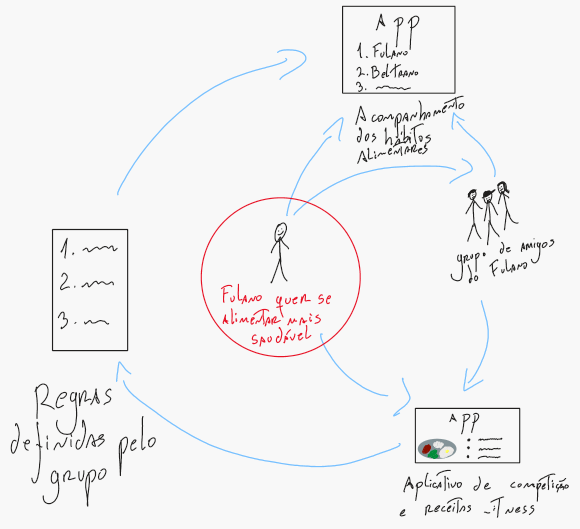 App
1. Fulano
2. Beltrano
3.
Acompanhamento
dos hábitos
Alimentares
grupo de amigos
do Fulano
Fulano quer se
alimentar mais
saudável
1.
2.
3.
Regras
definidas pelo
grupo
App
Aplicativo de competição
e receitas -itness